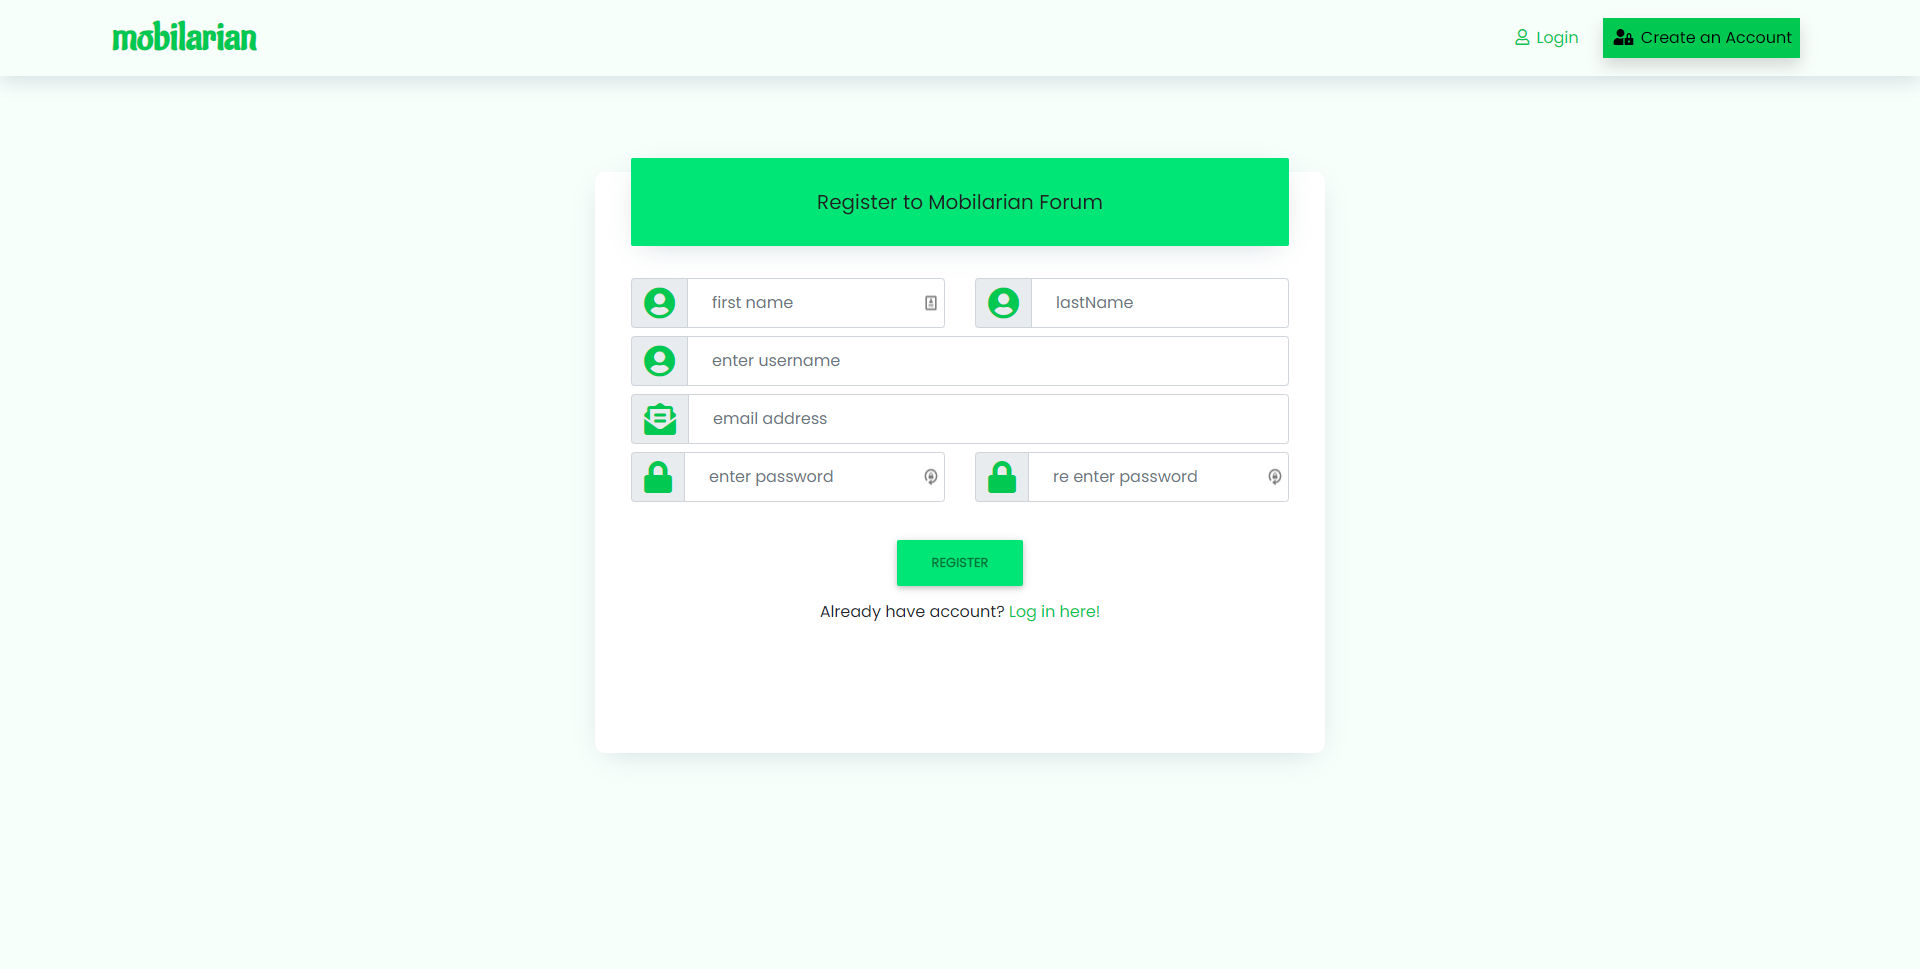 mobilarian
Login
Create an Account
Register to Mobilarian Forum
first name
lastName
enter username
email address
enter password
re enter password
REGISTER
Already have account? Log in here!